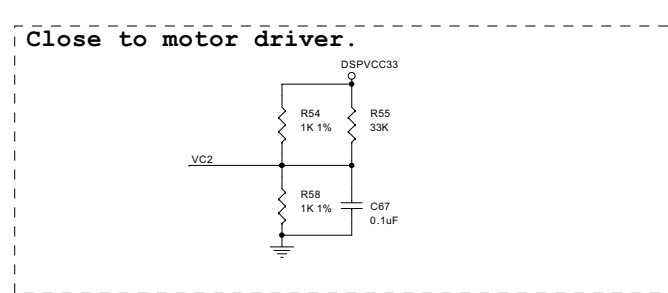 Close to motor driver.
DSPVCC33
R54
1K 1%
R55
33K
VC2
R58
1K 1%
C67
0.1uF